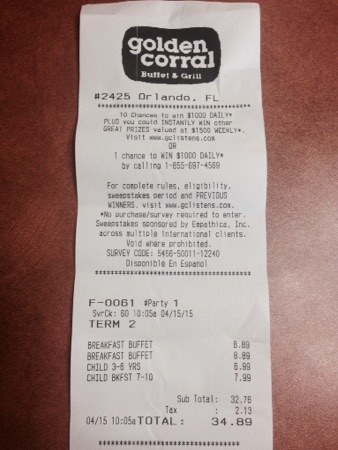 golden
corral
Buffet & Grill
#2425 Orlando, FL
****************************************
10 Chances to win $1000 DAILY*
PLUS you could INSTANTLY WIN other
GREAT PRIZES valued at $1500 WEEKLY*.
Visit www.gclistens.com
OR
1 chance to WIN $1000 DAILY*
by calling 1-855-697-4569
For complete rules, eligibility,
sweepstakes period and PREVIOUS
WINNERS, visit www.gclistens.com.
*No purchase/survey required to enter.
Sweepstakes sponsored by Empathica, Inc.
across multiple international clients.
Void where prohibited.
SURVEY CODE: 5456-50011-12240
Disponible En Espanol
****************************************
F-0061 #Party 1
SvrCk: 60 10:05a 04/15/15
TERM 2
BREAKFAST BUFFET 8.89
BREAKFAST BUFFET 8.89
CHILD 3-6 YRS 6.99
CHILD BKFST 7-10 7.99
Sub Total: 32.76
Tax : 2.13
04/15 10:05a TOTAL: 34.89
****************************************